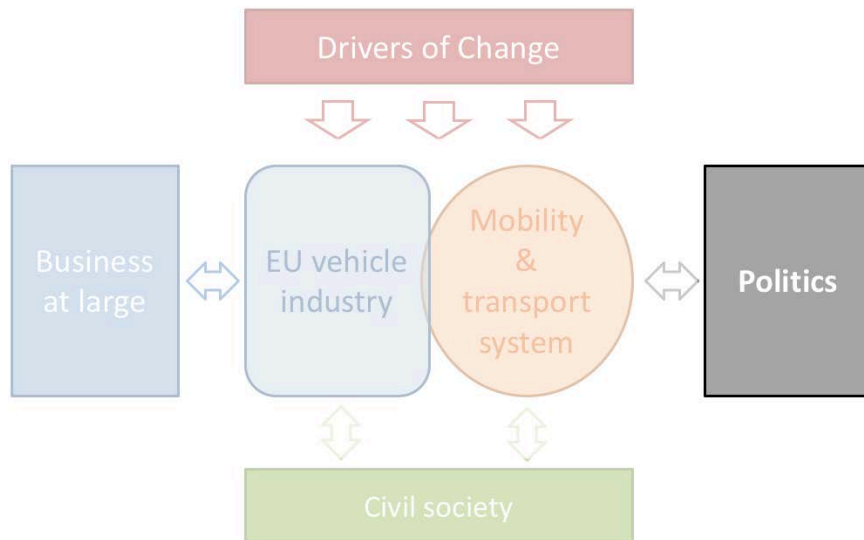 Drivers of Change
Business
at large
EU vehicle
industry
Mobility
&
transport
system
Politics
Civil society